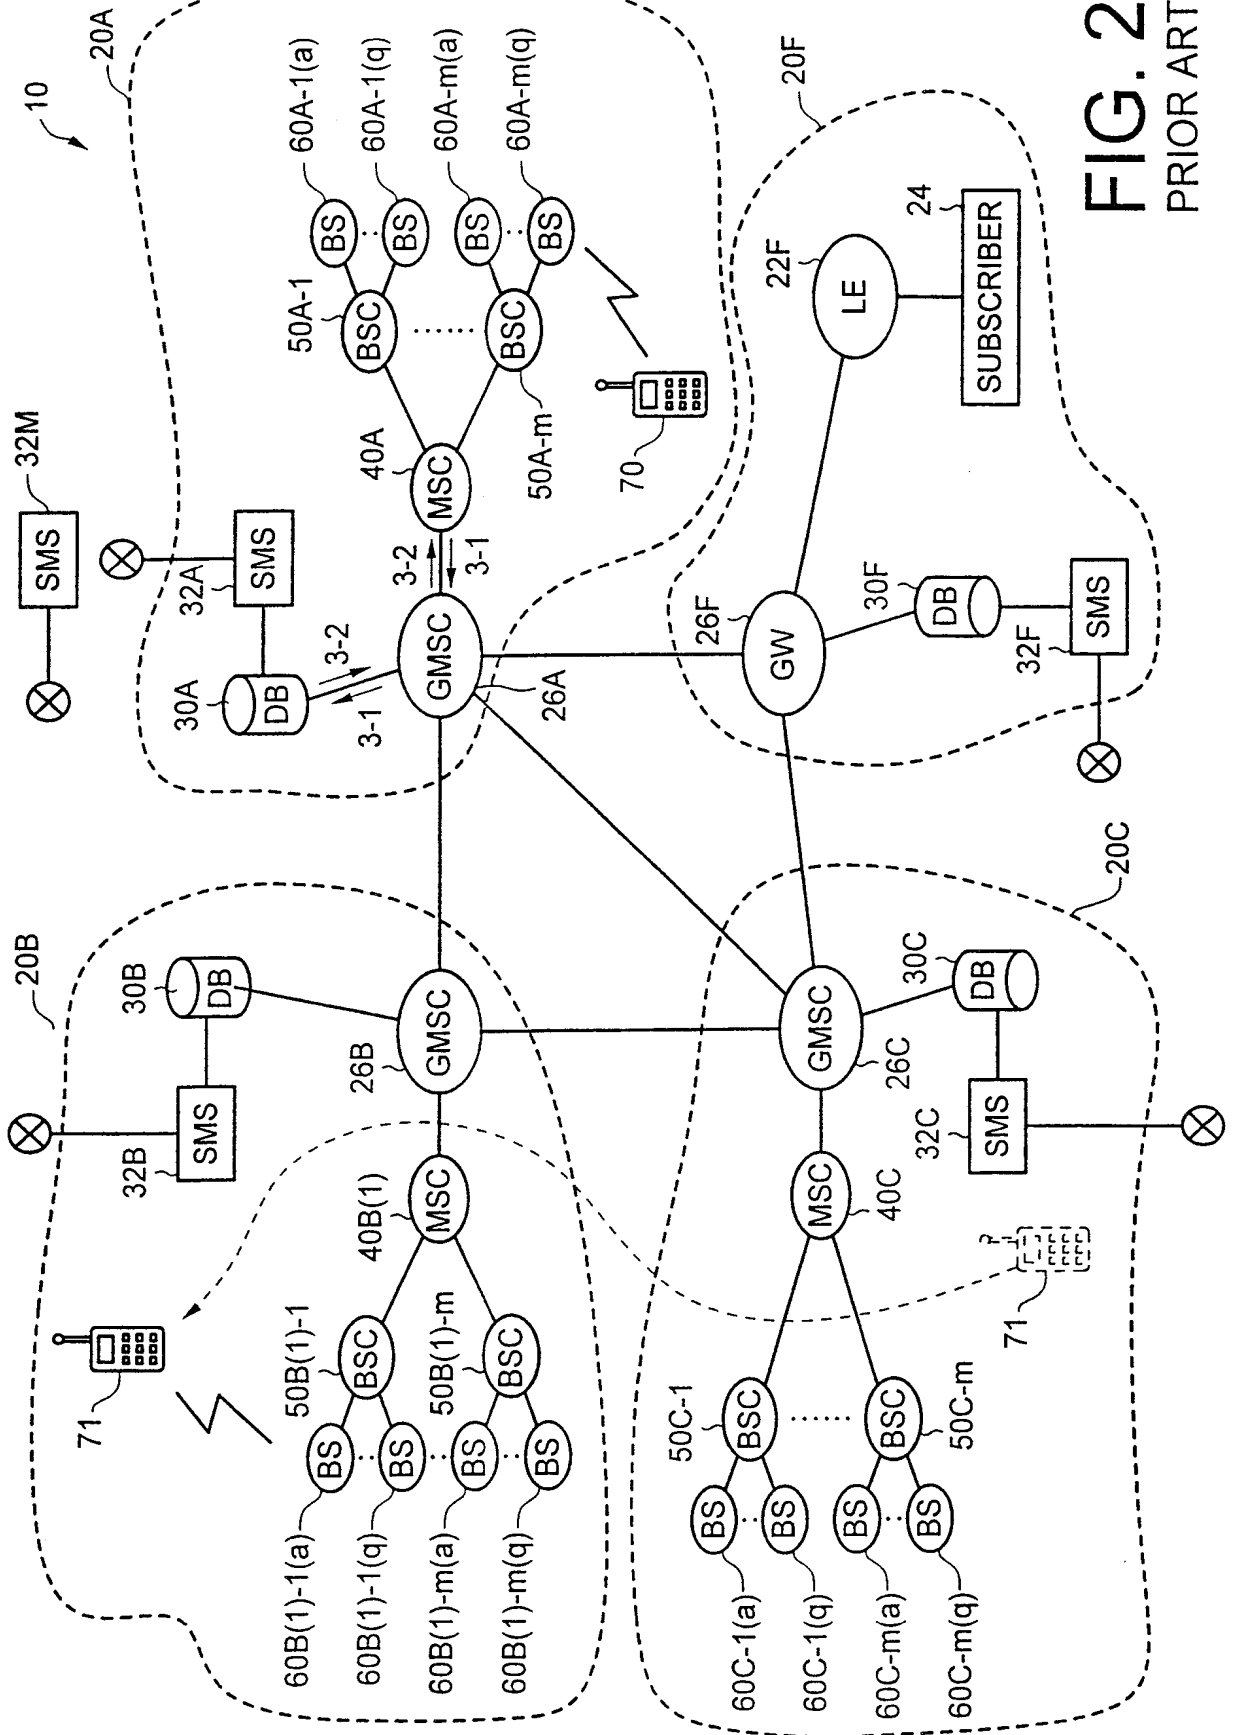 10
20A
32M
SMS
32A
SMS
30A
DB
3-1
3-2
GMSC
26A
3-2
3-1
40A
MSC
50A-1
BSC
BSC
50A-m
BS
BS
BS
BS
60A-1(a)
60A-1(q)
60A-m(a)
60A-m(q)
70
20F
22F
LE
24
SUBSCRIBER
26F
GW
30F
DB
32F
SMS
20B
30B
DB
32B
SMS
26B
GMSC
40B(1)
MSC
50B(1)-1
BSC
50B(1)-m
BSC
BS
BS
BS
BS
60B(1)-1(a)
60B(1)-1(q)
60B(1)-m(a)
60B(1)-m(q)
71
20C
30C
DB
32C
SMS
GMSC
26C
MSC
40C
50C-1
BSC
BSC
50C-m
BS
BS
BS
BS
60C-1(a)
60C-1(q)
60C-m(a)
60C-m(q)
71
FIG. 2
PRIOR ART